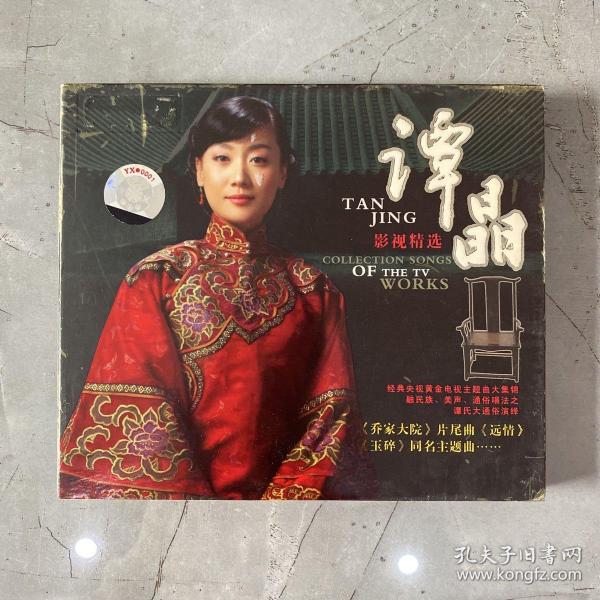 YX●0001
谭晶
TAN
JING
影视精选
COLLECTION SONGS
OF THE TV
WORKS
经典央视黄金电视主题曲大集锦
融民族、美声、通俗唱法之
谭氏大通俗演绎
《乔家大院》片尾曲《远情》
《玉碎》同名主题曲……
孔夫子旧书网
www.kongfz.com